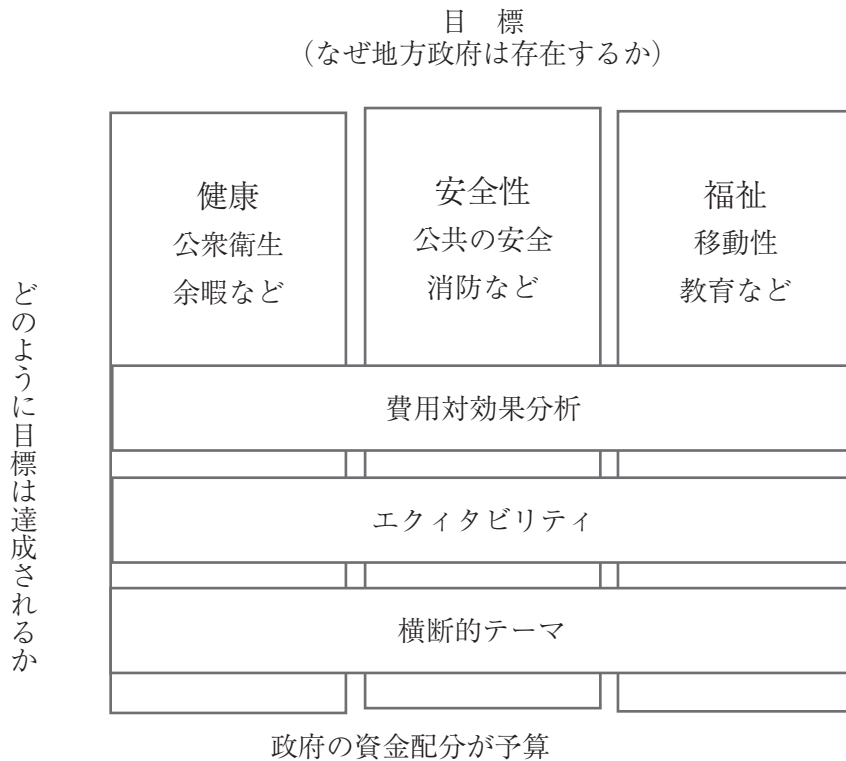 目　標
（なぜ地方政府は存在するか）
健康
公衆衛生
余暇など
安全性
公共の安全
消防など
福祉
移動性
教育など
どのように目標は達成されるか
費用対効果分析
エクィタビリティ
横断的テーマ
政府の資金配分が予算